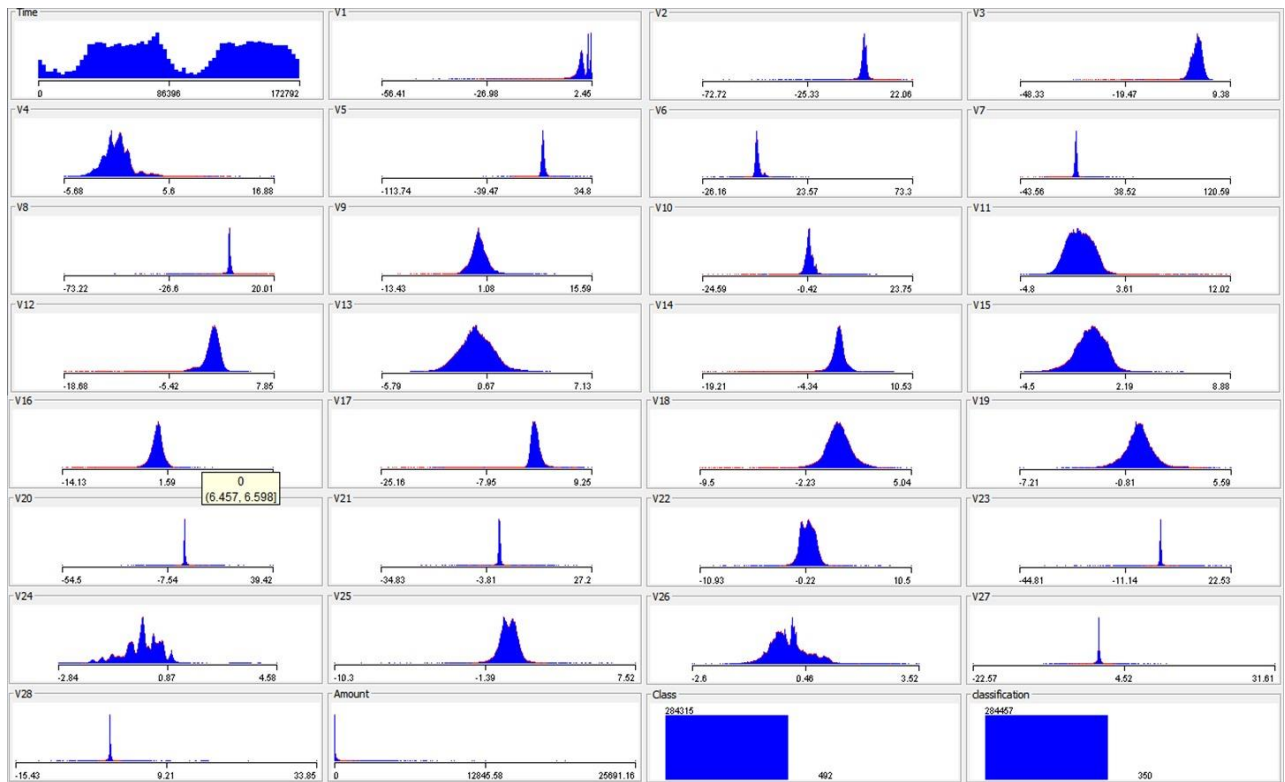 Time
V1
V2
V3
0 86396 172792
-56.41 -26.98 2.45
-72.72 -25.33 22.06
-48.33 -19.47 9.38
V4
V5
V6
V7
-5.68 5.6 16.88
-113.74 -39.47 34.8
-26.16 23.57 73.3
-43.56 38.52 120.59
V8
V9
V10
V11
-73.22 -26.6 20.01
-13.43 1.08 15.59
-24.59 -0.42 23.75
-4.8 3.61 12.02
V12
V13
V14
V15
-18.68 -5.42 7.85
-5.79 0.67 7.13
-19.21 -4.34 10.53
-4.5 2.19 8.88
V16
V17
V18
V19
-14.13 1.59
0
(6.457, 6.598]
-25.16 -7.95 9.25
-9.5 -2.23 5.04
-7.21 -0.81 5.59
V20
V21
V22
V23
-54.5 -7.54 39.42
-34.83 -3.81 27.2
-10.93 -0.22 10.5
-44.81 -11.14 22.53
V24
V25
V26
V27
-2.84 0.87 4.58
-10.3 -1.39 7.52
-2.6 0.46 3.52
-22.57 4.52 31.61
V28
Amount
Class
classification
-15.43 9.21 33.85
0 12845.58 25691.16
284315
492
284457
350